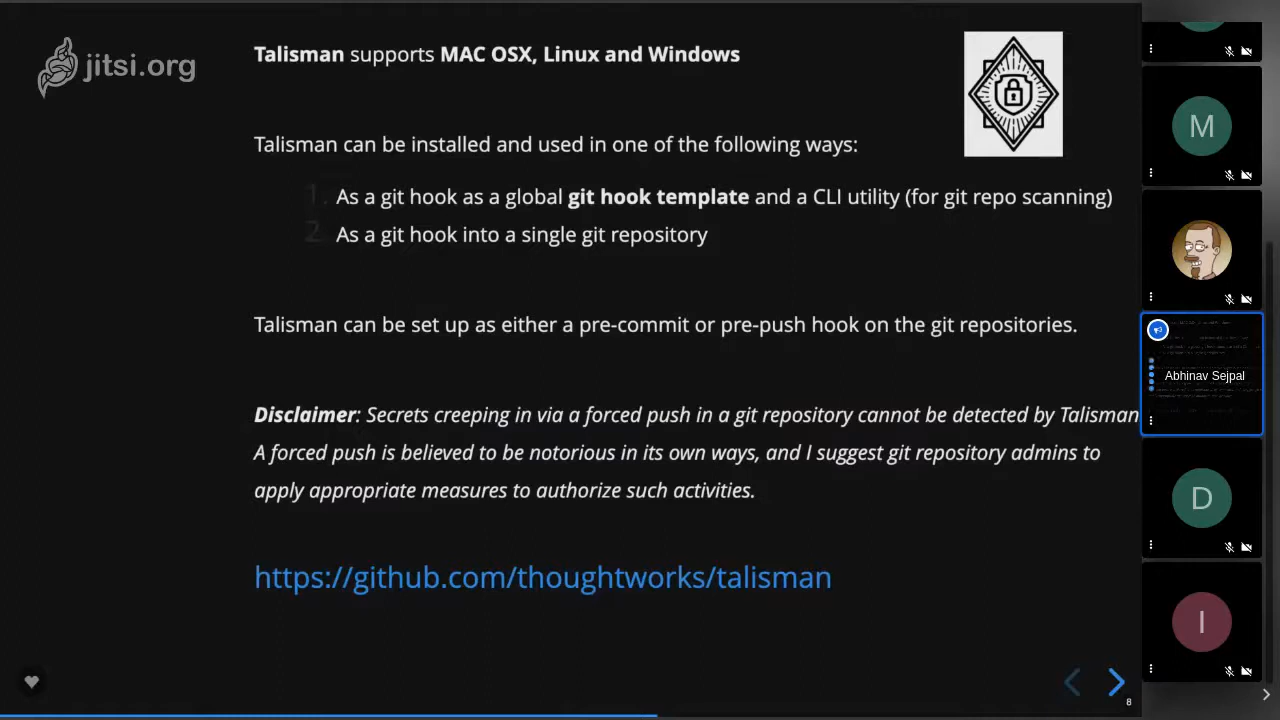 jitsi.org
Talisman supports MAC OSX, Linux and Windows
Talisman can be installed and used in one of the following ways:
1. As a git hook as a global git hook template and a CLI utility (for git repo scanning)
2. As a git hook into a single git repository
Talisman can be set up as either a pre-commit or pre-push hook on the git repositories.
Disclaimer: Secrets creeping in via a forced push in a git repository cannot be detected by Talisman
A forced push is believed to be notorious in its own ways, and I suggest git repository admins to
apply appropriate measures to authorize such activities.
https://github.com/thoughtworks/talisman
8
M
Abhinav Sejpal
D
I